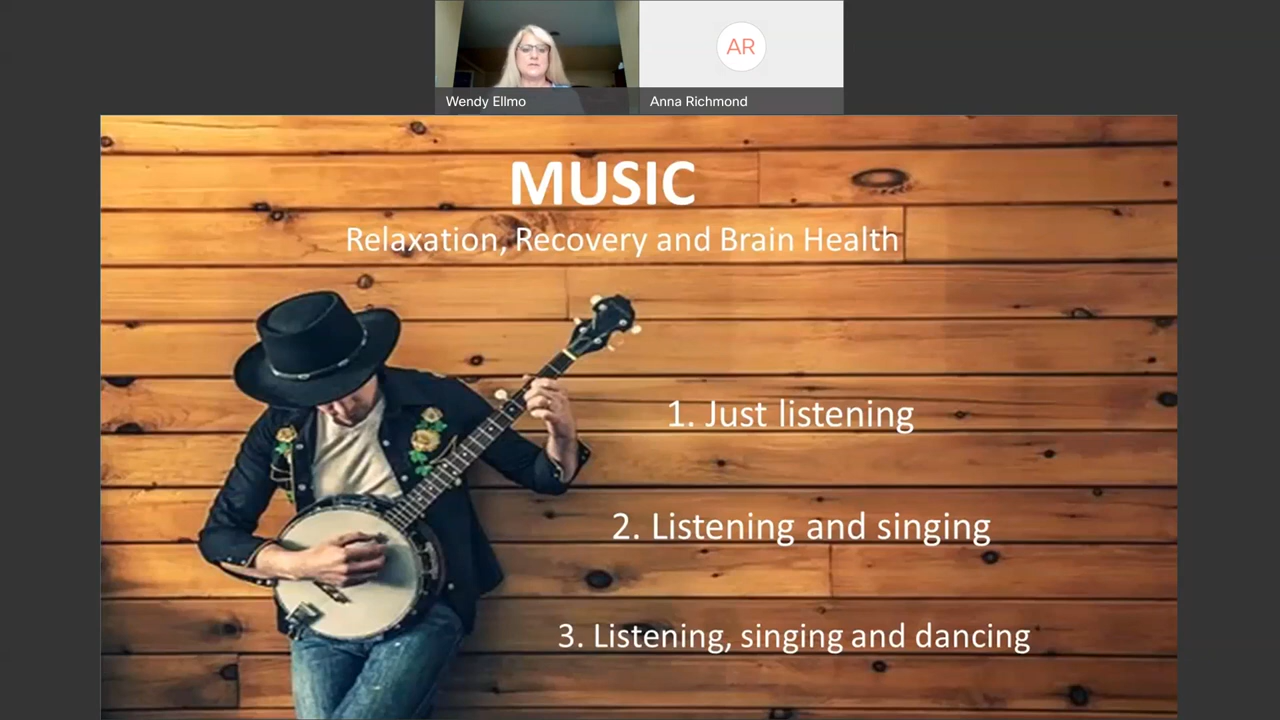 AR
Wendy Ellmo
Anna Richmond
MUSIC
Relaxation, Recovery and Brain Health
1. Just listening
2. Listening and singing
3. Listening, singing and dancing